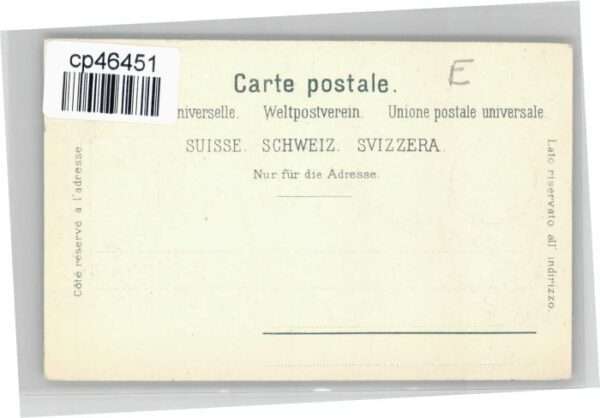 cp46451
E
Carte postale.
niverselle. Weltpostverein. Unione postale universale.
SUISSE. SCHWEIZ. SVIZZERA.
Nur für die Adresse.
Côté réservé à l'adresse.
Lato riservato all' indirizzo.